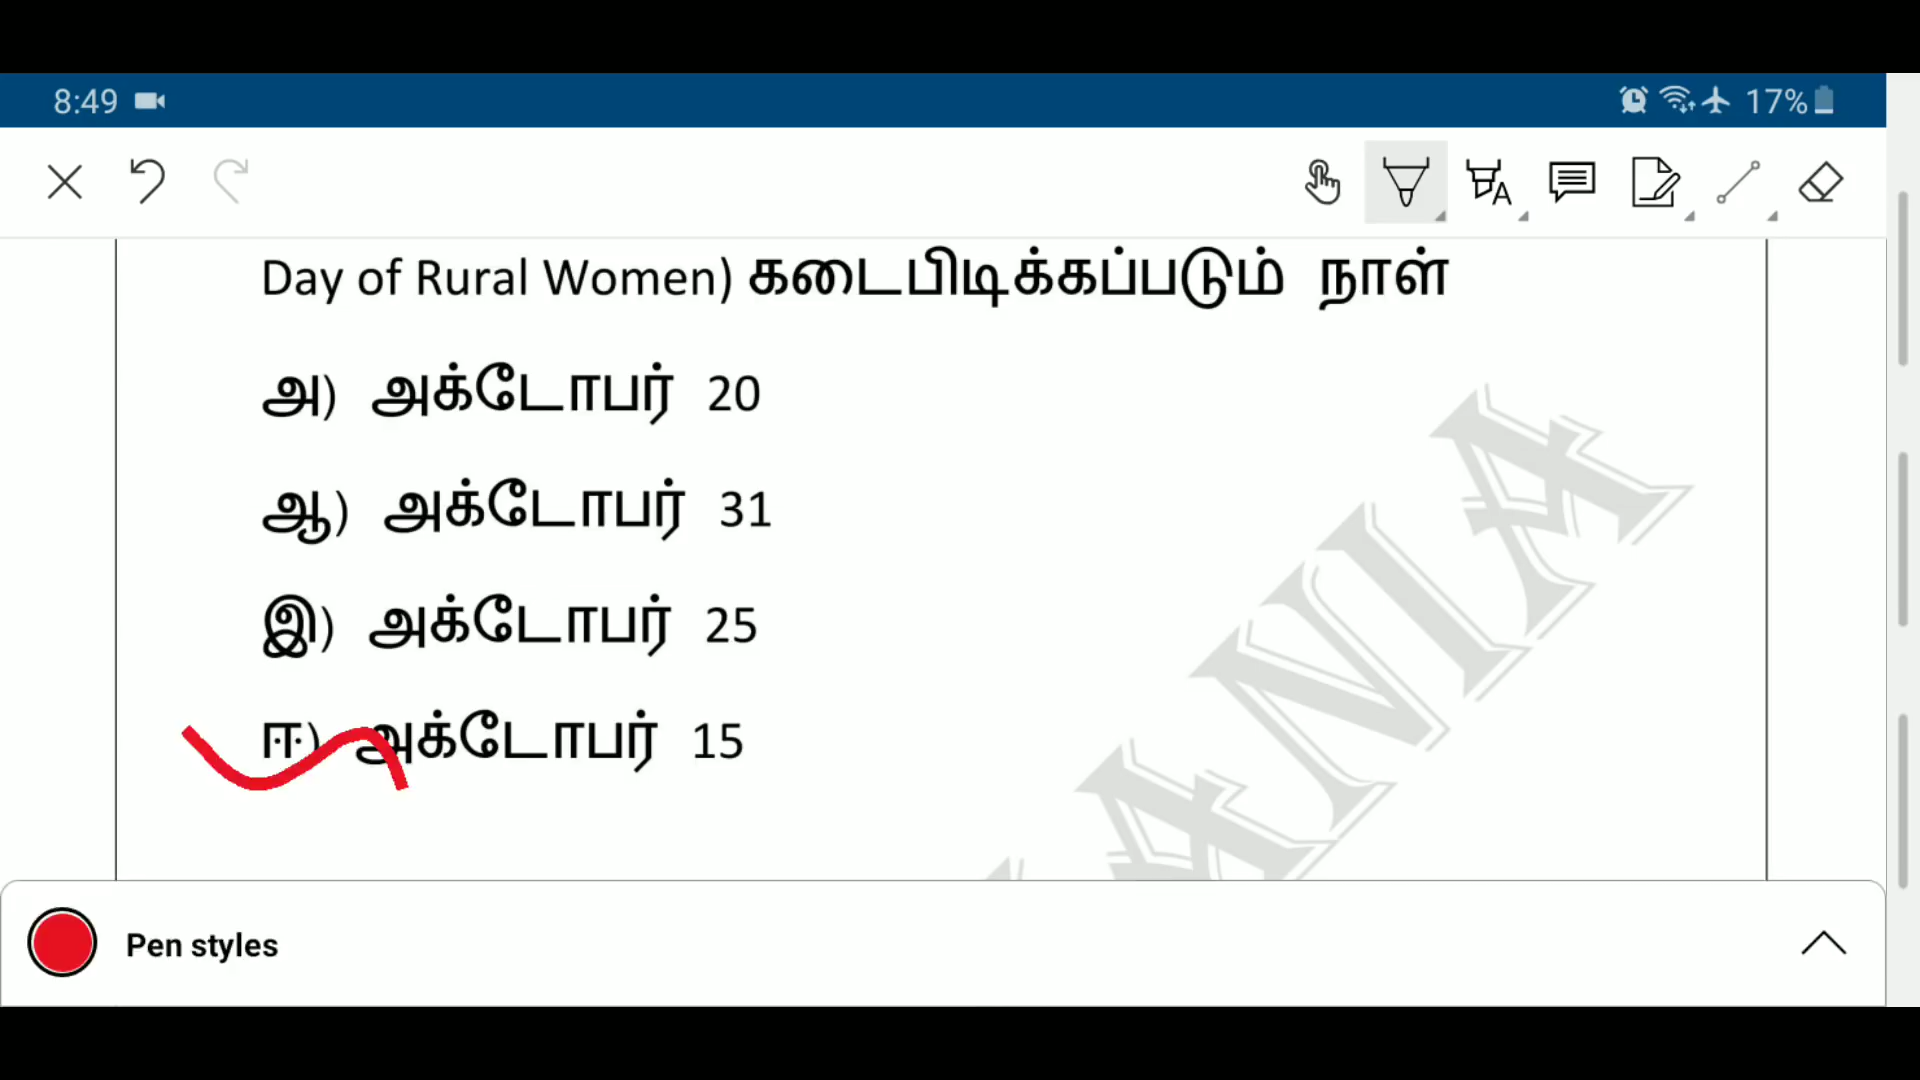 8:49 17%
Day of Rural Women) கடைபிடிக்கப்படும் நாள்
அ) அக்டோபர் 20
ஆ) அக்டோபர் 31
இ) அக்டோபர் 25
ஈ) அக்டோபர் 15
ANIA
Pen styles